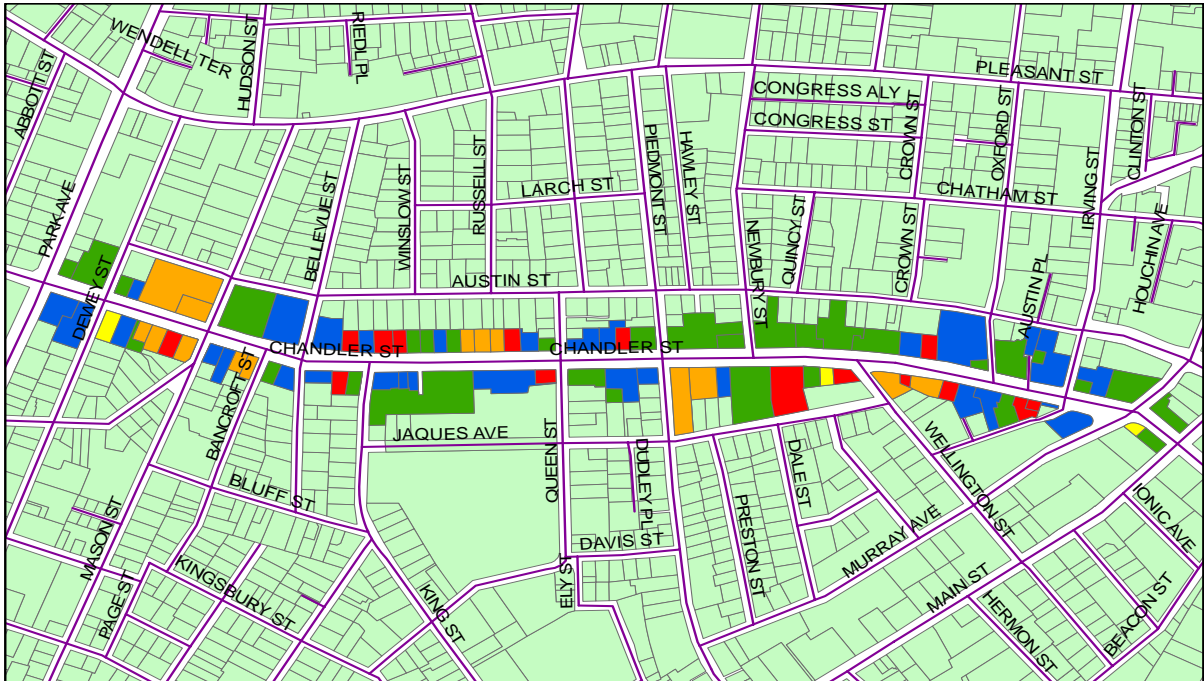 WENDELL TER
HUDSON ST
RIEDL PL
ABBOTT ST
PLEASANT ST
CONGRESS ALY
CONGRESS ST
CROWN ST
OXFORD ST
CLINTON ST
PARK AVE
BELLEVUE ST
WINSLOW ST
RUSSELL ST
LARCH ST
PIEDMONT ST
HAWLEY ST
CHATHAM ST
IRVING ST
NEWBURY ST
QUINCY ST
CROWN ST
HOUCHIN AVE
AUSTIN ST
AUSTIN PL
DEWEY ST
CHANDLER ST
CHANDLER ST
BANCROFT ST
JAQUES AVE
QUEEN ST
DUDLEY PL
DALE ST
WELLINGTON ST
BLUFF ST
PRESTON ST
IONIC AVE
MASON ST
DAVIS ST
MURRAY AVE
KINGSBURY ST
PAGE ST
KING ST
ELY ST
MAIN ST
HERMON ST
BEACON ST